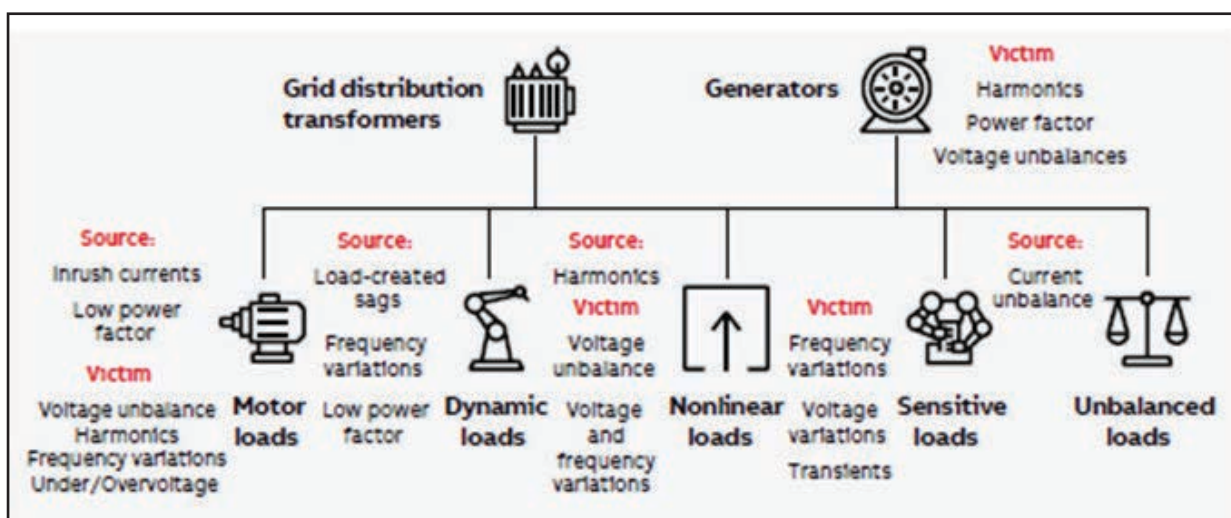 Grid distribution
transformers
Generators
Victim
Harmonics
Power factor
Voltage unbalances
Source:
Inrush currents
Low power
factor
Victim
Voltage unbalance
Harmonics
Frequency variations
Under/Overvoltage
Motor
loads
Source:
Load-created
sags
Frequency
variations
Low power
factor
Dynamic
loads
Source:
Harmonics
Victim
Voltage
unbalance
Voltage
and
frequency
variations
Nonlinear
loads
Victim
Frequency
variations
Voltage
variations
Transients
Sensitive
loads
Source:
Current
unbalance
Unbalanced
loads